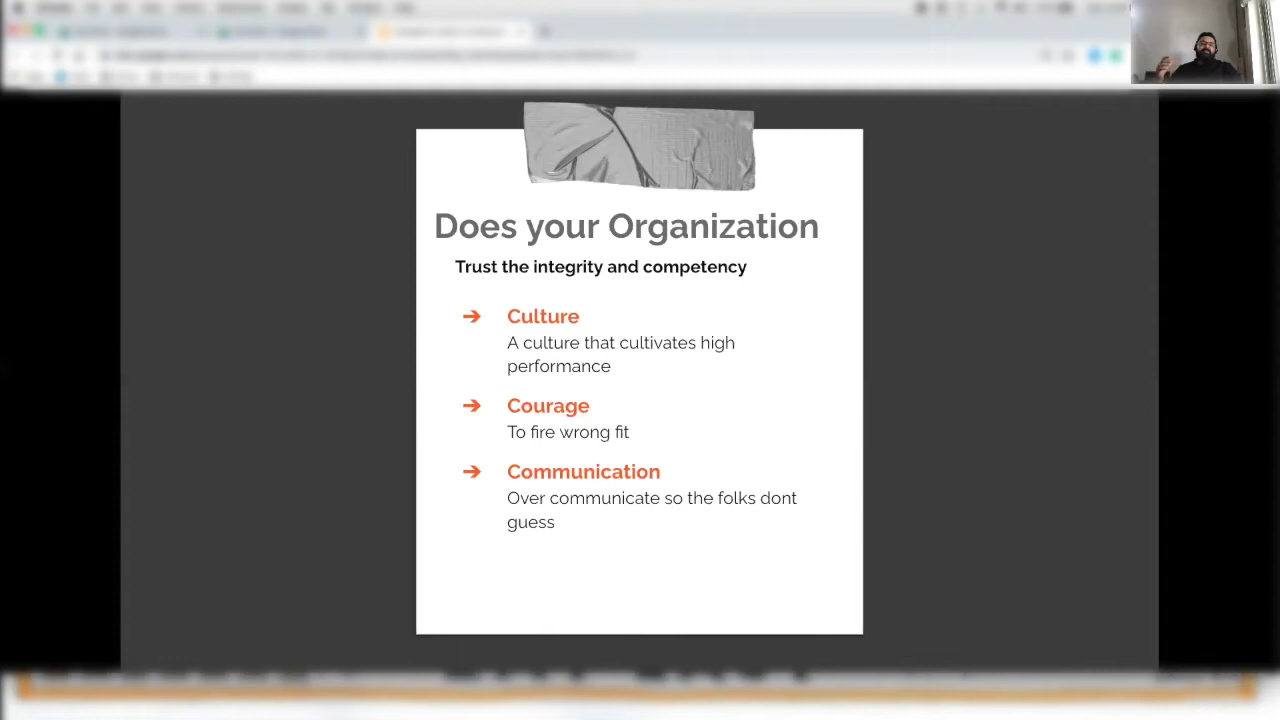 Does your Organization
Trust the integrity and competency
➔ Culture
A culture that cultivates high
performance
➔ Courage
To fire wrong fit
➔ Communication
Over communicate so the folks dont
guess